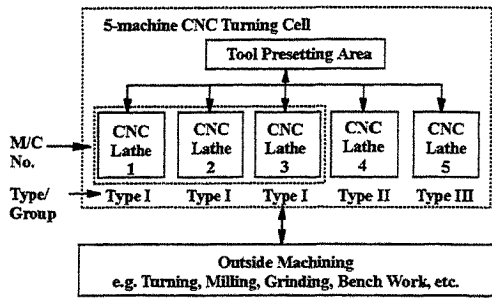 5-machine CNC Turning Cell
Tool Presetting Area
M/C No.
CNC Lathe 1
CNC Lathe 2
CNC Lathe 3
CNC Lathe 4
CNC Lathe 5
Type/ Group
Type I
Type I
Type I
Type II
Type III
Outside Machining
e.g. Turning, Milling, Grinding, Bench Work, etc.